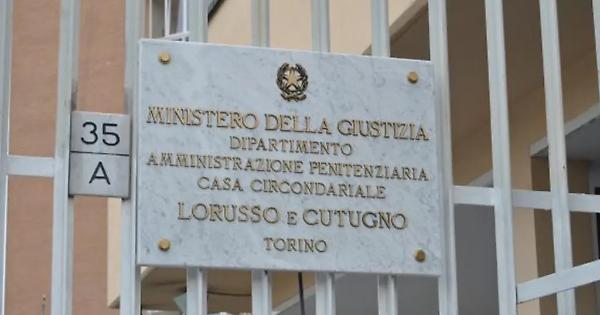 35
A
MINISTERO DELLA GIUSTIZIA
DIPARTIMENTO
AMMINISTRAZIONE PENITENZIARIA
CASA CIRCONDARIALE
LORUSSO E CUTUGNO
TORINO